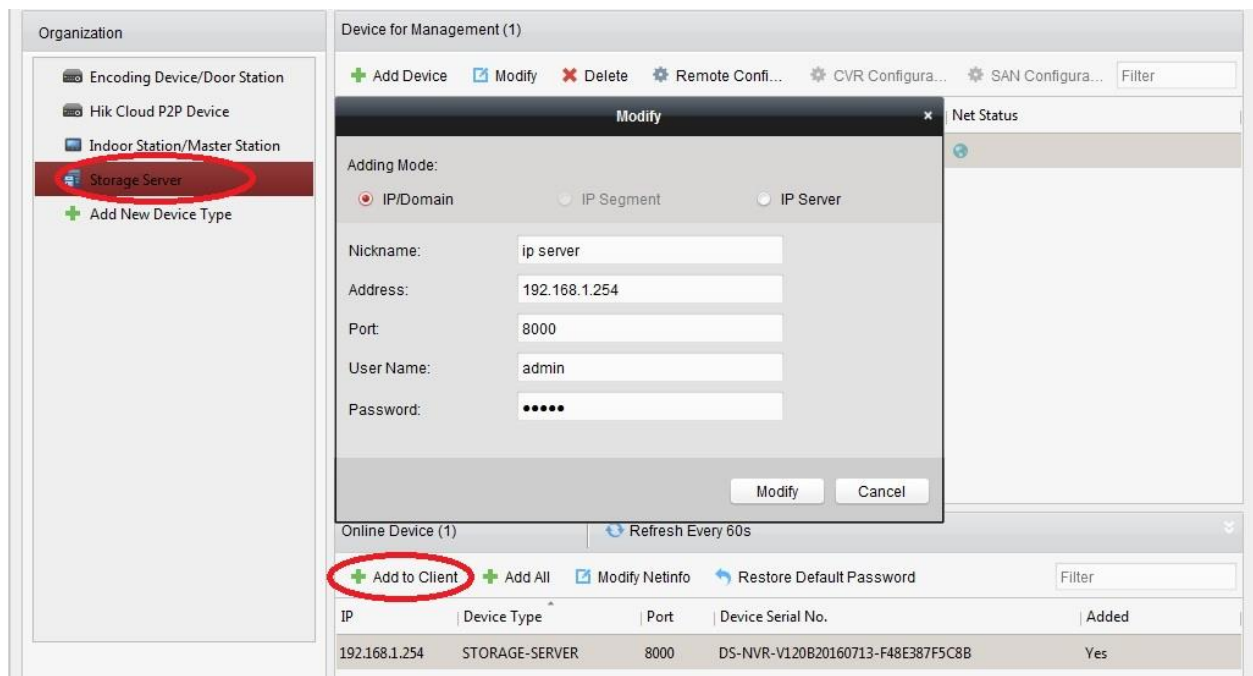 Organization
Encoding Device/Door Station
Hik Cloud P2P Device
Indoor Station/Master Station
Storage Server
Add New Device Type
Device for Management (1)
Add Device Modify Delete Remote Confi... CVR Configura... SAN Configura... Filter
Modify × Net Status
Adding Mode:
IP/Domain IP Segment IP Server
Nickname: ip server
Address: 192.168.1.254
Port: 8000
User Name: admin
Password: •••••
Modify Cancel
Online Device (1) Refresh Every 60s
Add to Client Add All Modify Netinfo Restore Default Password Filter
IP Device Type Port Device Serial No. Added
192.168.1.254 STORAGE-SERVER 8000 DS-NVR-V120B20160713-F48E387F5C8B Yes